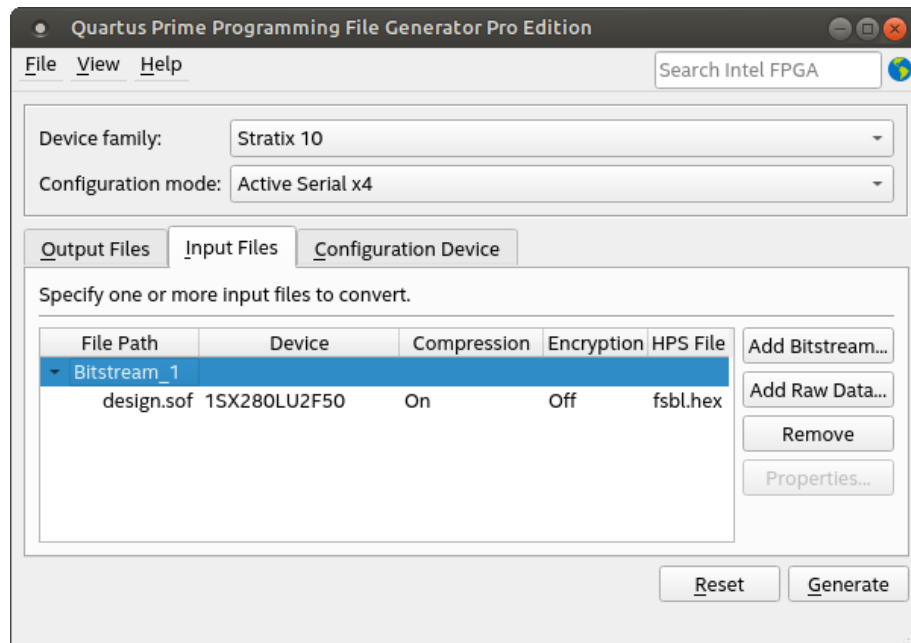 Quartus Prime Programming File Generator Pro Edition
File View Help Search Intel FPGA
Device family: Stratix 10
Configuration mode: Active Serial x4
Output Files Input Files Configuration Device
Specify one or more input files to convert.
File Path Device Compression Encryption HPS File Add Bitstream...
Bitstream_1
design.sof 1SX280LU2F50 On Off fsbl.hex Add Raw Data...
Remove
Properties...
Reset Generate